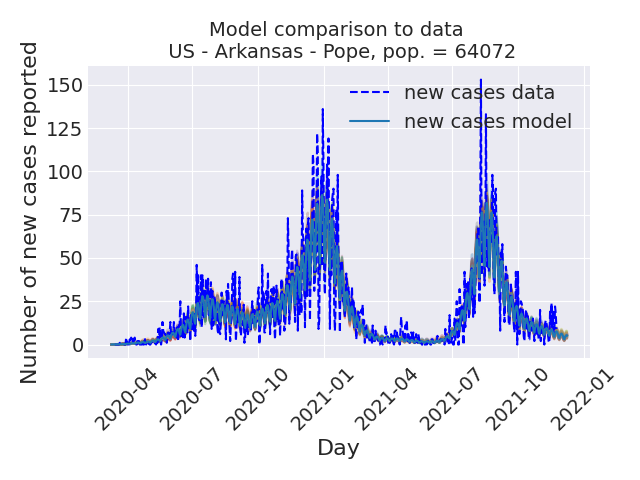 Model comparison to data
US - Arkansas - Pope, pop. = 64072
Number of new cases reported
150
125
100
75
50
25
0
new cases data
new cases model
2020-04
2020-07
2020-10
2021-01
2021-04
2021-07
2021-10
2022-01
Day